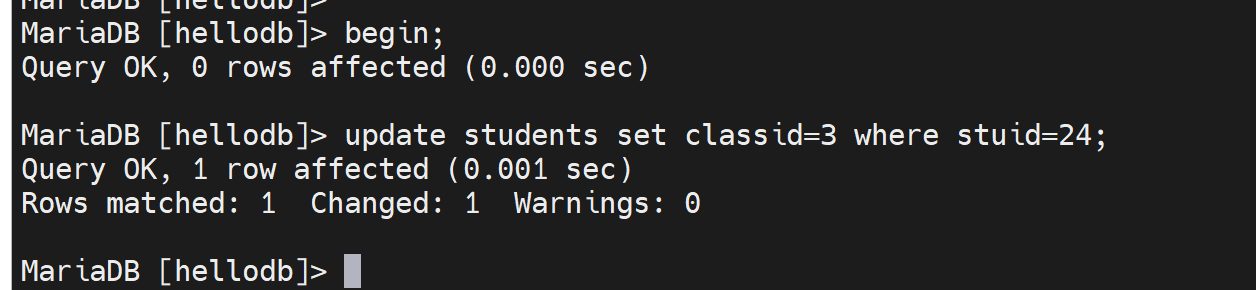 MariaDB [hellodb]>
MariaDB [hellodb]> begin;
Query OK, 0 rows affected (0.000 sec)
MariaDB [hellodb]> update students set classid=3 where stuid=24;
Query OK, 1 row affected (0.001 sec)
Rows matched: 1  Changed: 1  Warnings: 0
MariaDB [hellodb]>